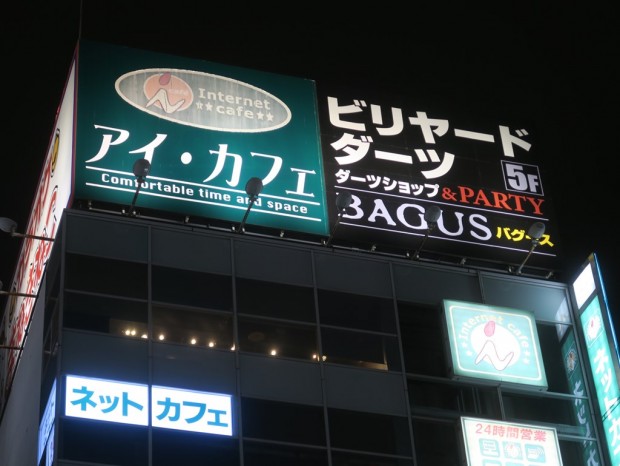 Internet
cafe
アイ・カフェ
Comfortable time and space
ビリヤード
ダーツ
5F
ダーツショップ&PARTY
BAGUS バグース
Internet cafe
ネットカフェ
24時間営業